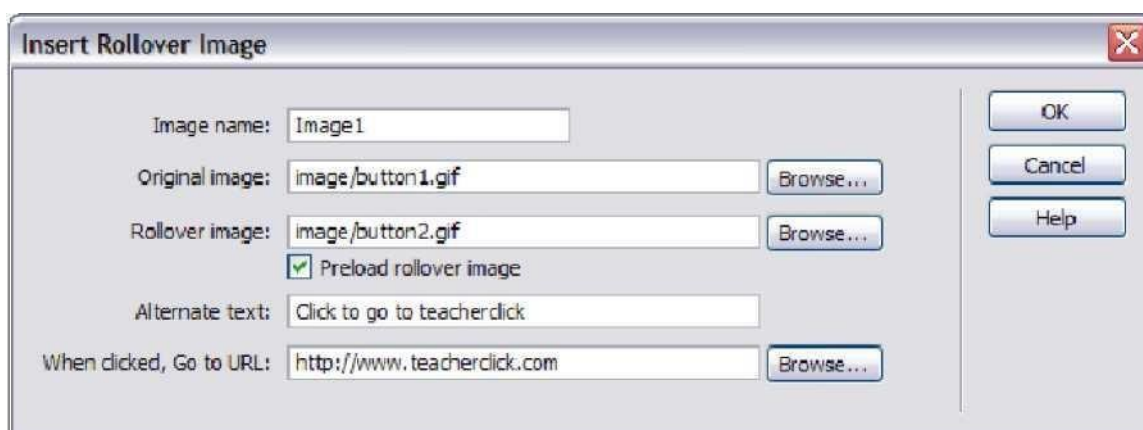 Insert Rollover Image
Image name: Image1
OK
Original image: image/button1.gif Browse...
Cancel
Rollover image: image/button2.gif Browse...
Help
Preload rollover image
Alternate text: Click to go to teacherclick
When clicked, Go to URL: http://www.teacherclick.com Browse...